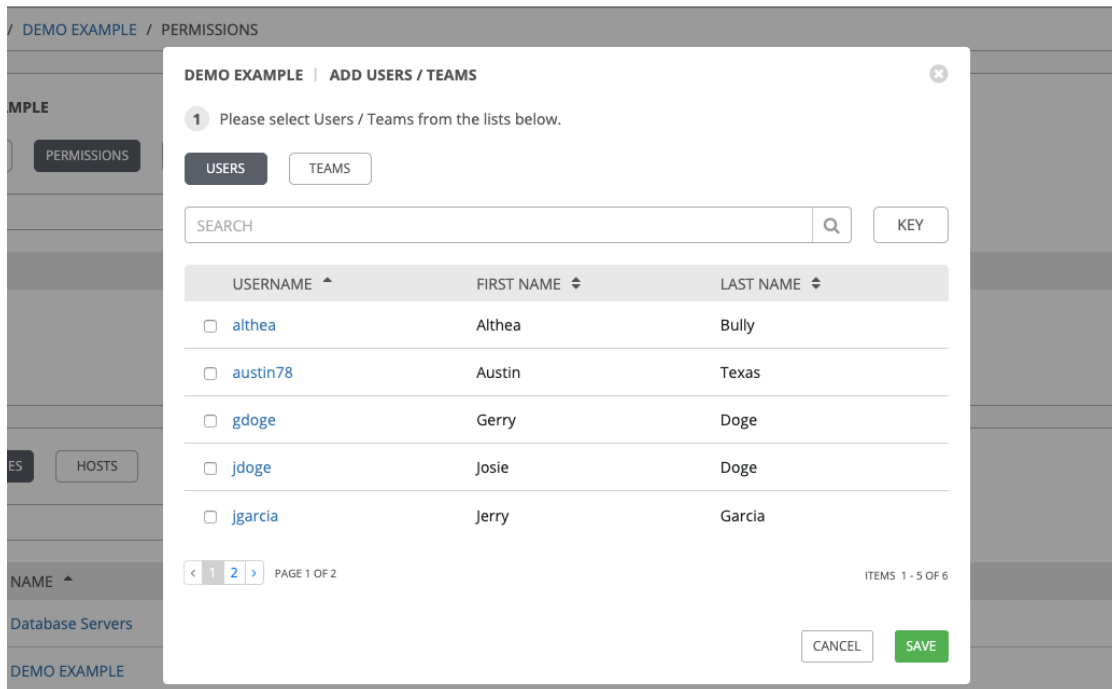 / DEMO EXAMPLE / PERMISSIONS
DEMO EXAMPLE | ADD USERS / TEAMS
1 Please select Users / Teams from the lists below.
USERS TEAMS
SEARCH KEY
USERNAME FIRST NAME LAST NAME
althea Althea Bully
austin78 Austin Texas
gdoge Gerry Doge
jdoge Josie Doge
jgarcia Jerry Garcia
< 1 2 > PAGE 1 OF 2 ITEMS 1 - 5 OF 6
CANCEL SAVE
MPLE
PERMISSIONS
ES HOSTS
NAME
Database Servers
DEMO EXAMPLE